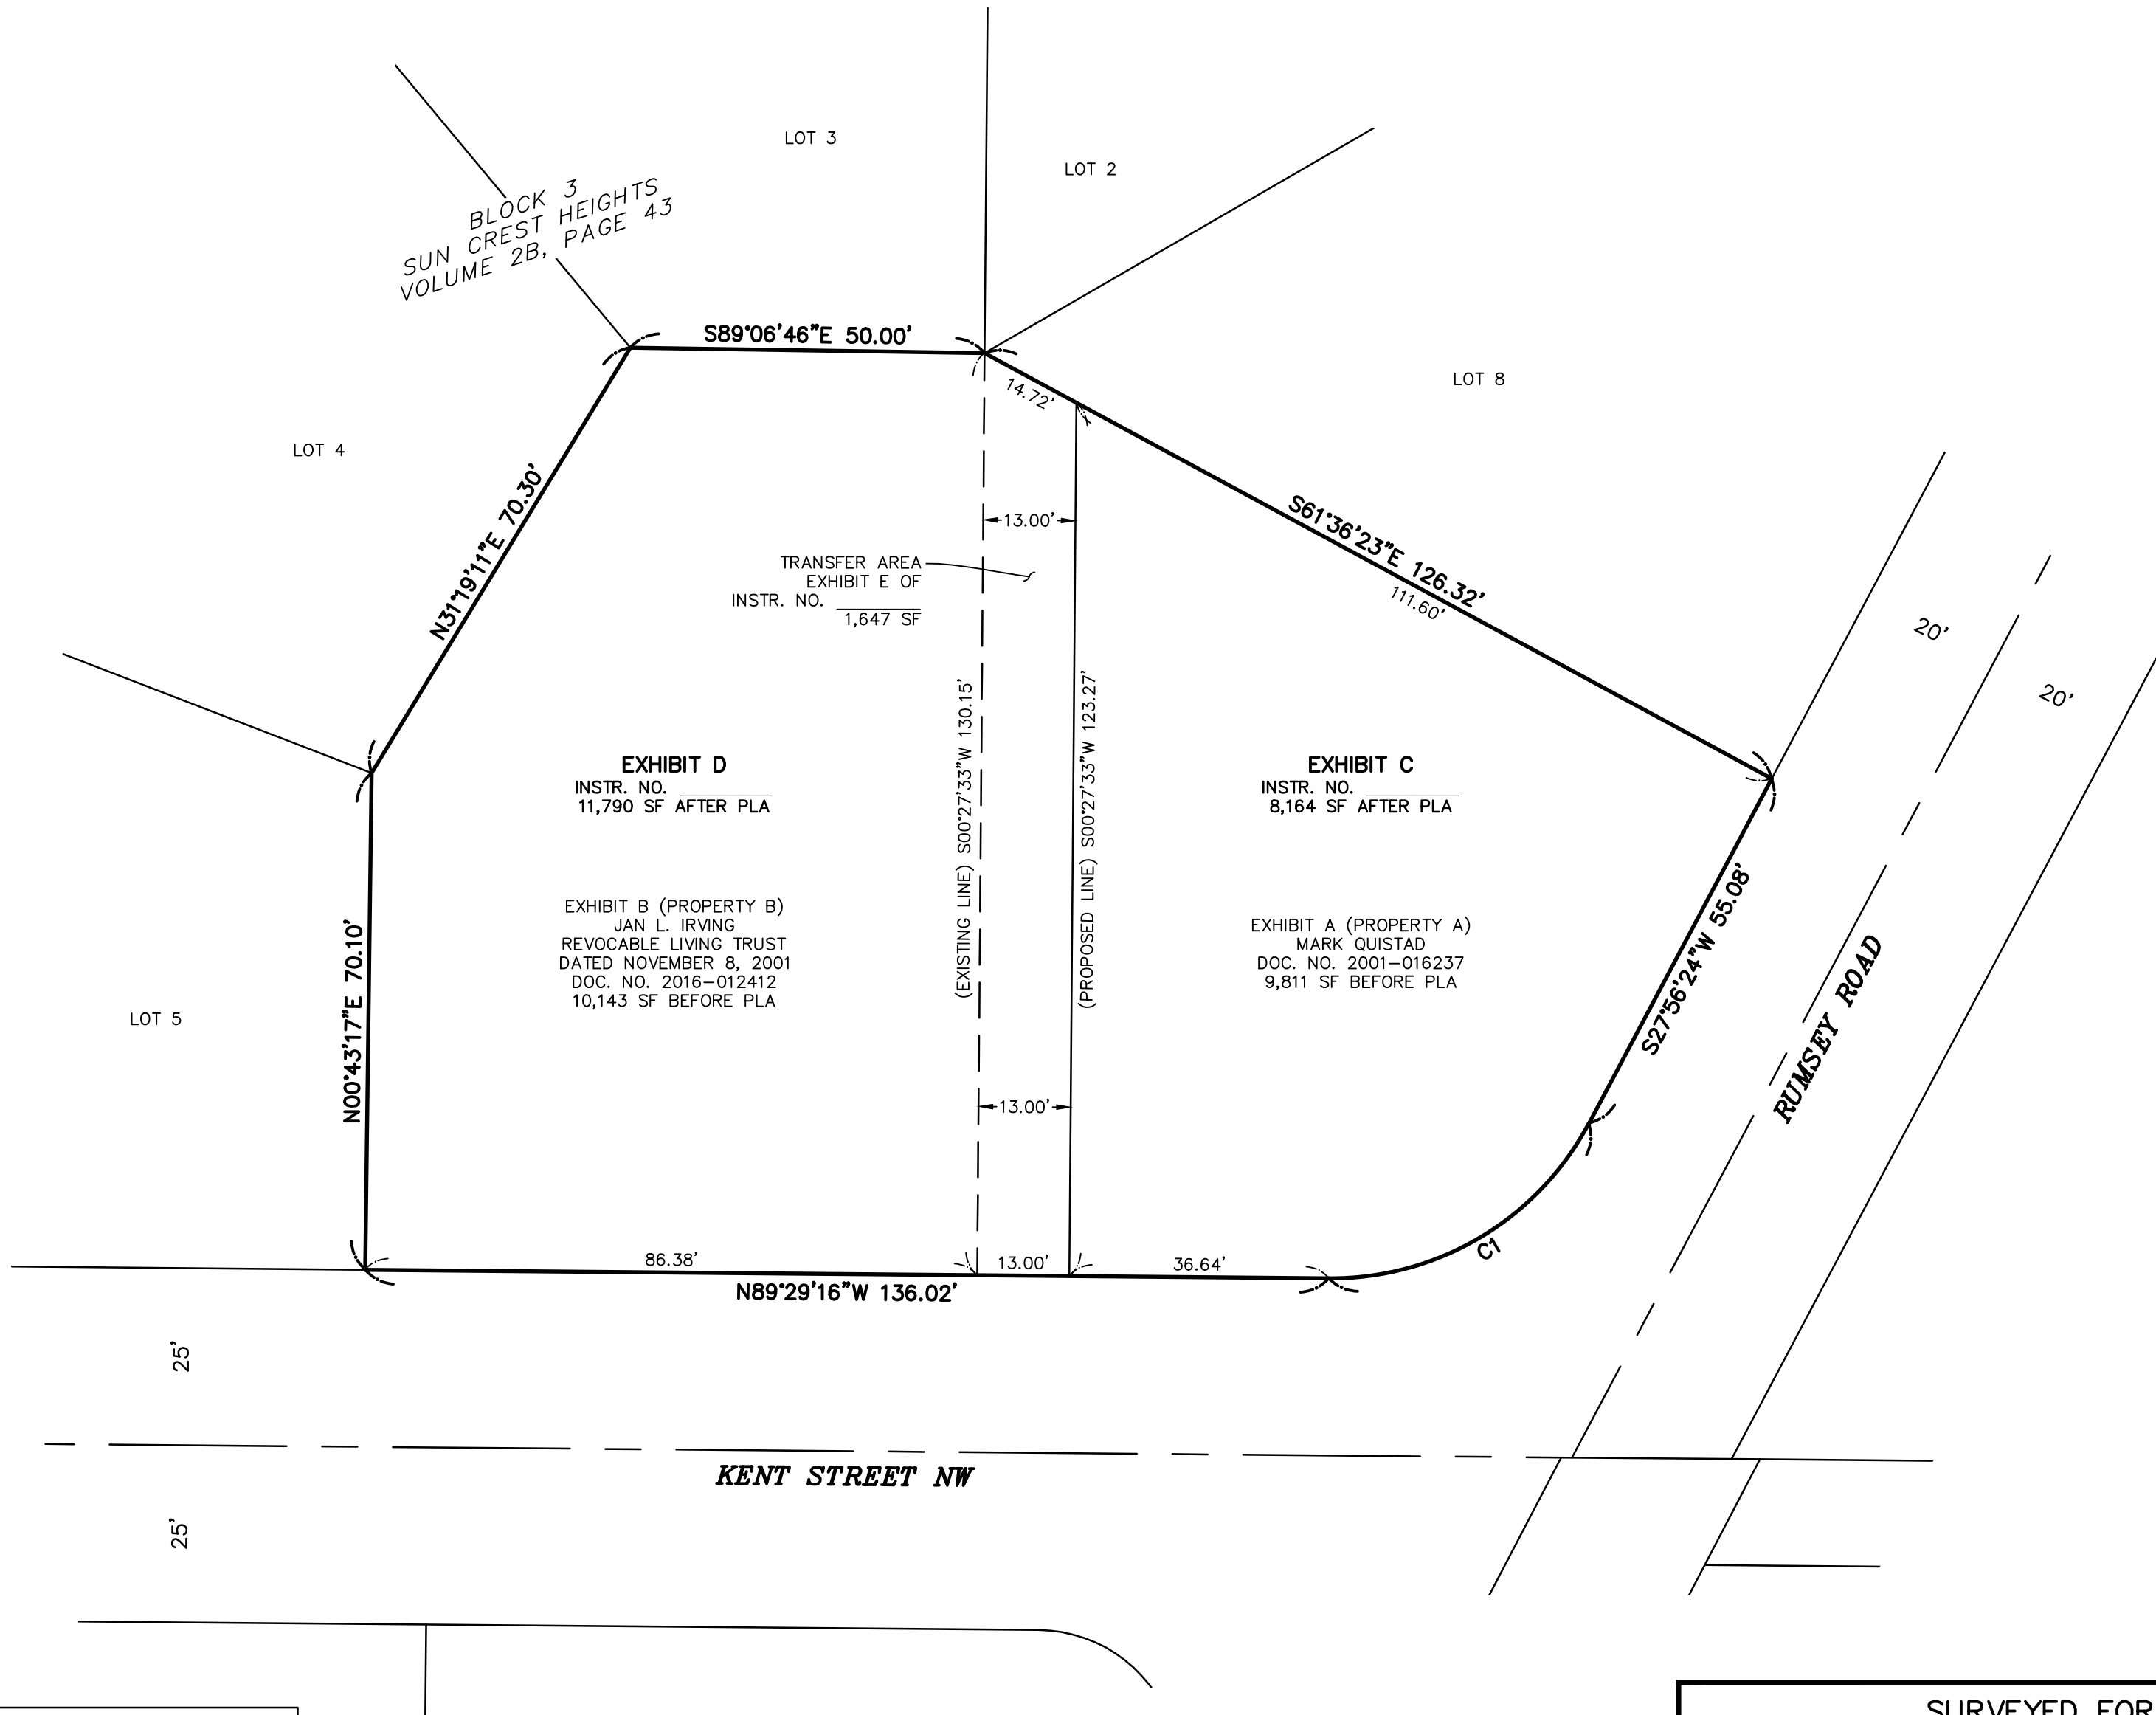 LOT 3
LOT 2
BLOCK 3
SUN CREST HEIGHTS
VOLUME 2B, PAGE 43
S89°06'46"E 50.00'
LOT 8
14.72'
LOT 4
N31°19'11"E 70.30'
S61°36'23"E 126.32'
111.60'
13.00'
TRANSFER AREA
EXHIBIT E OF
INSTR. NO.
1,647 SF
20'
20'
(EXISTING LINE) S00°27'33"W 130.15'
(PROPOSED LINE) S00°27'33"W 123.27'
EXHIBIT D
INSTR. NO.
11,790 SF AFTER PLA
EXHIBIT C
INSTR. NO.
8,164 SF AFTER PLA
EXHIBIT B (PROPERTY B)
JAN L. IRVING
REVOCABLE LIVING TRUST
DATED NOVEMBER 8, 2001
DOC. NO. 2016-012412
10,143 SF BEFORE PLA
EXHIBIT A (PROPERTY A)
MARK QUISTAD
DOC. NO. 2001-016237
9,811 SF BEFORE PLA
S27°56'24"W 55.08'
RUMSEY ROAD
N00°43'17"E 70.10'
LOT 5
13.00'
C1
86.38'
13.00'
36.64'
N89°29'16"W 136.02'
25'
KENT STREET NW
25'
SURVEYED FOR